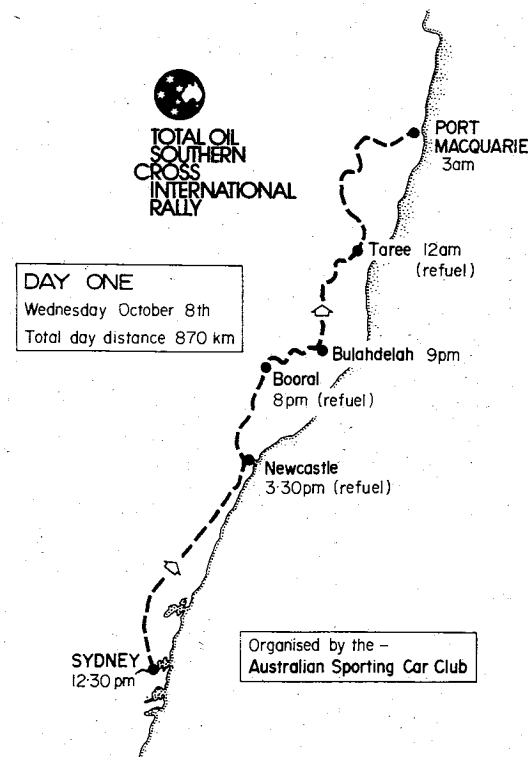 TOTAL OIL
SOUTHERN
CROSS
INTERNATIONAL
RALLY
PORT
MACQUARIE
3am
Taree 12am
(refuel)
DAY ONE
Wednesday October 8th
Total day distance 870 km
Bulahdelah 9pm
Booral
8pm (refuel)
Newcastle
3·30pm (refuel)
SYDNEY
12·30 pm
Organised by the –
Australian Sporting Car Club